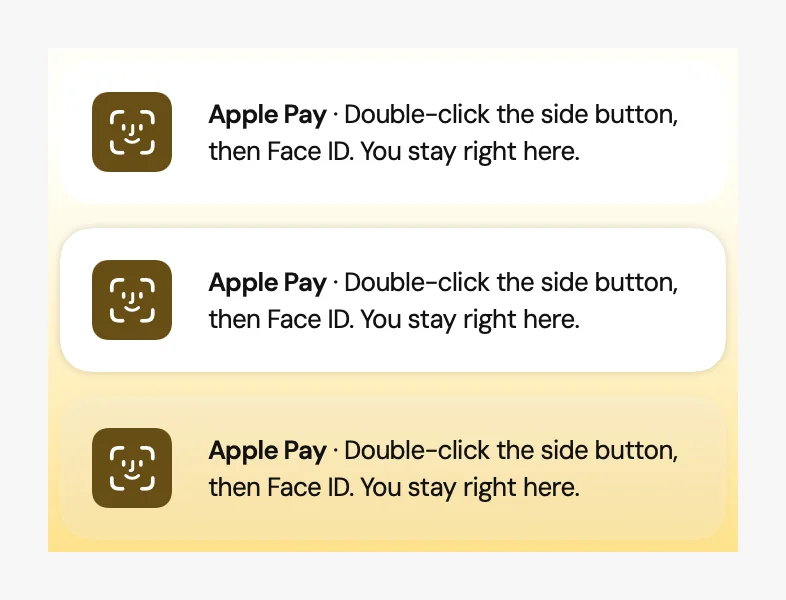 Apple Pay · Double-click the side button,
then Face ID. You stay right here.
Apple Pay · Double-click the side button,
then Face ID. You stay right here.
Apple Pay · Double-click the side button,
then Face ID. You stay right here.